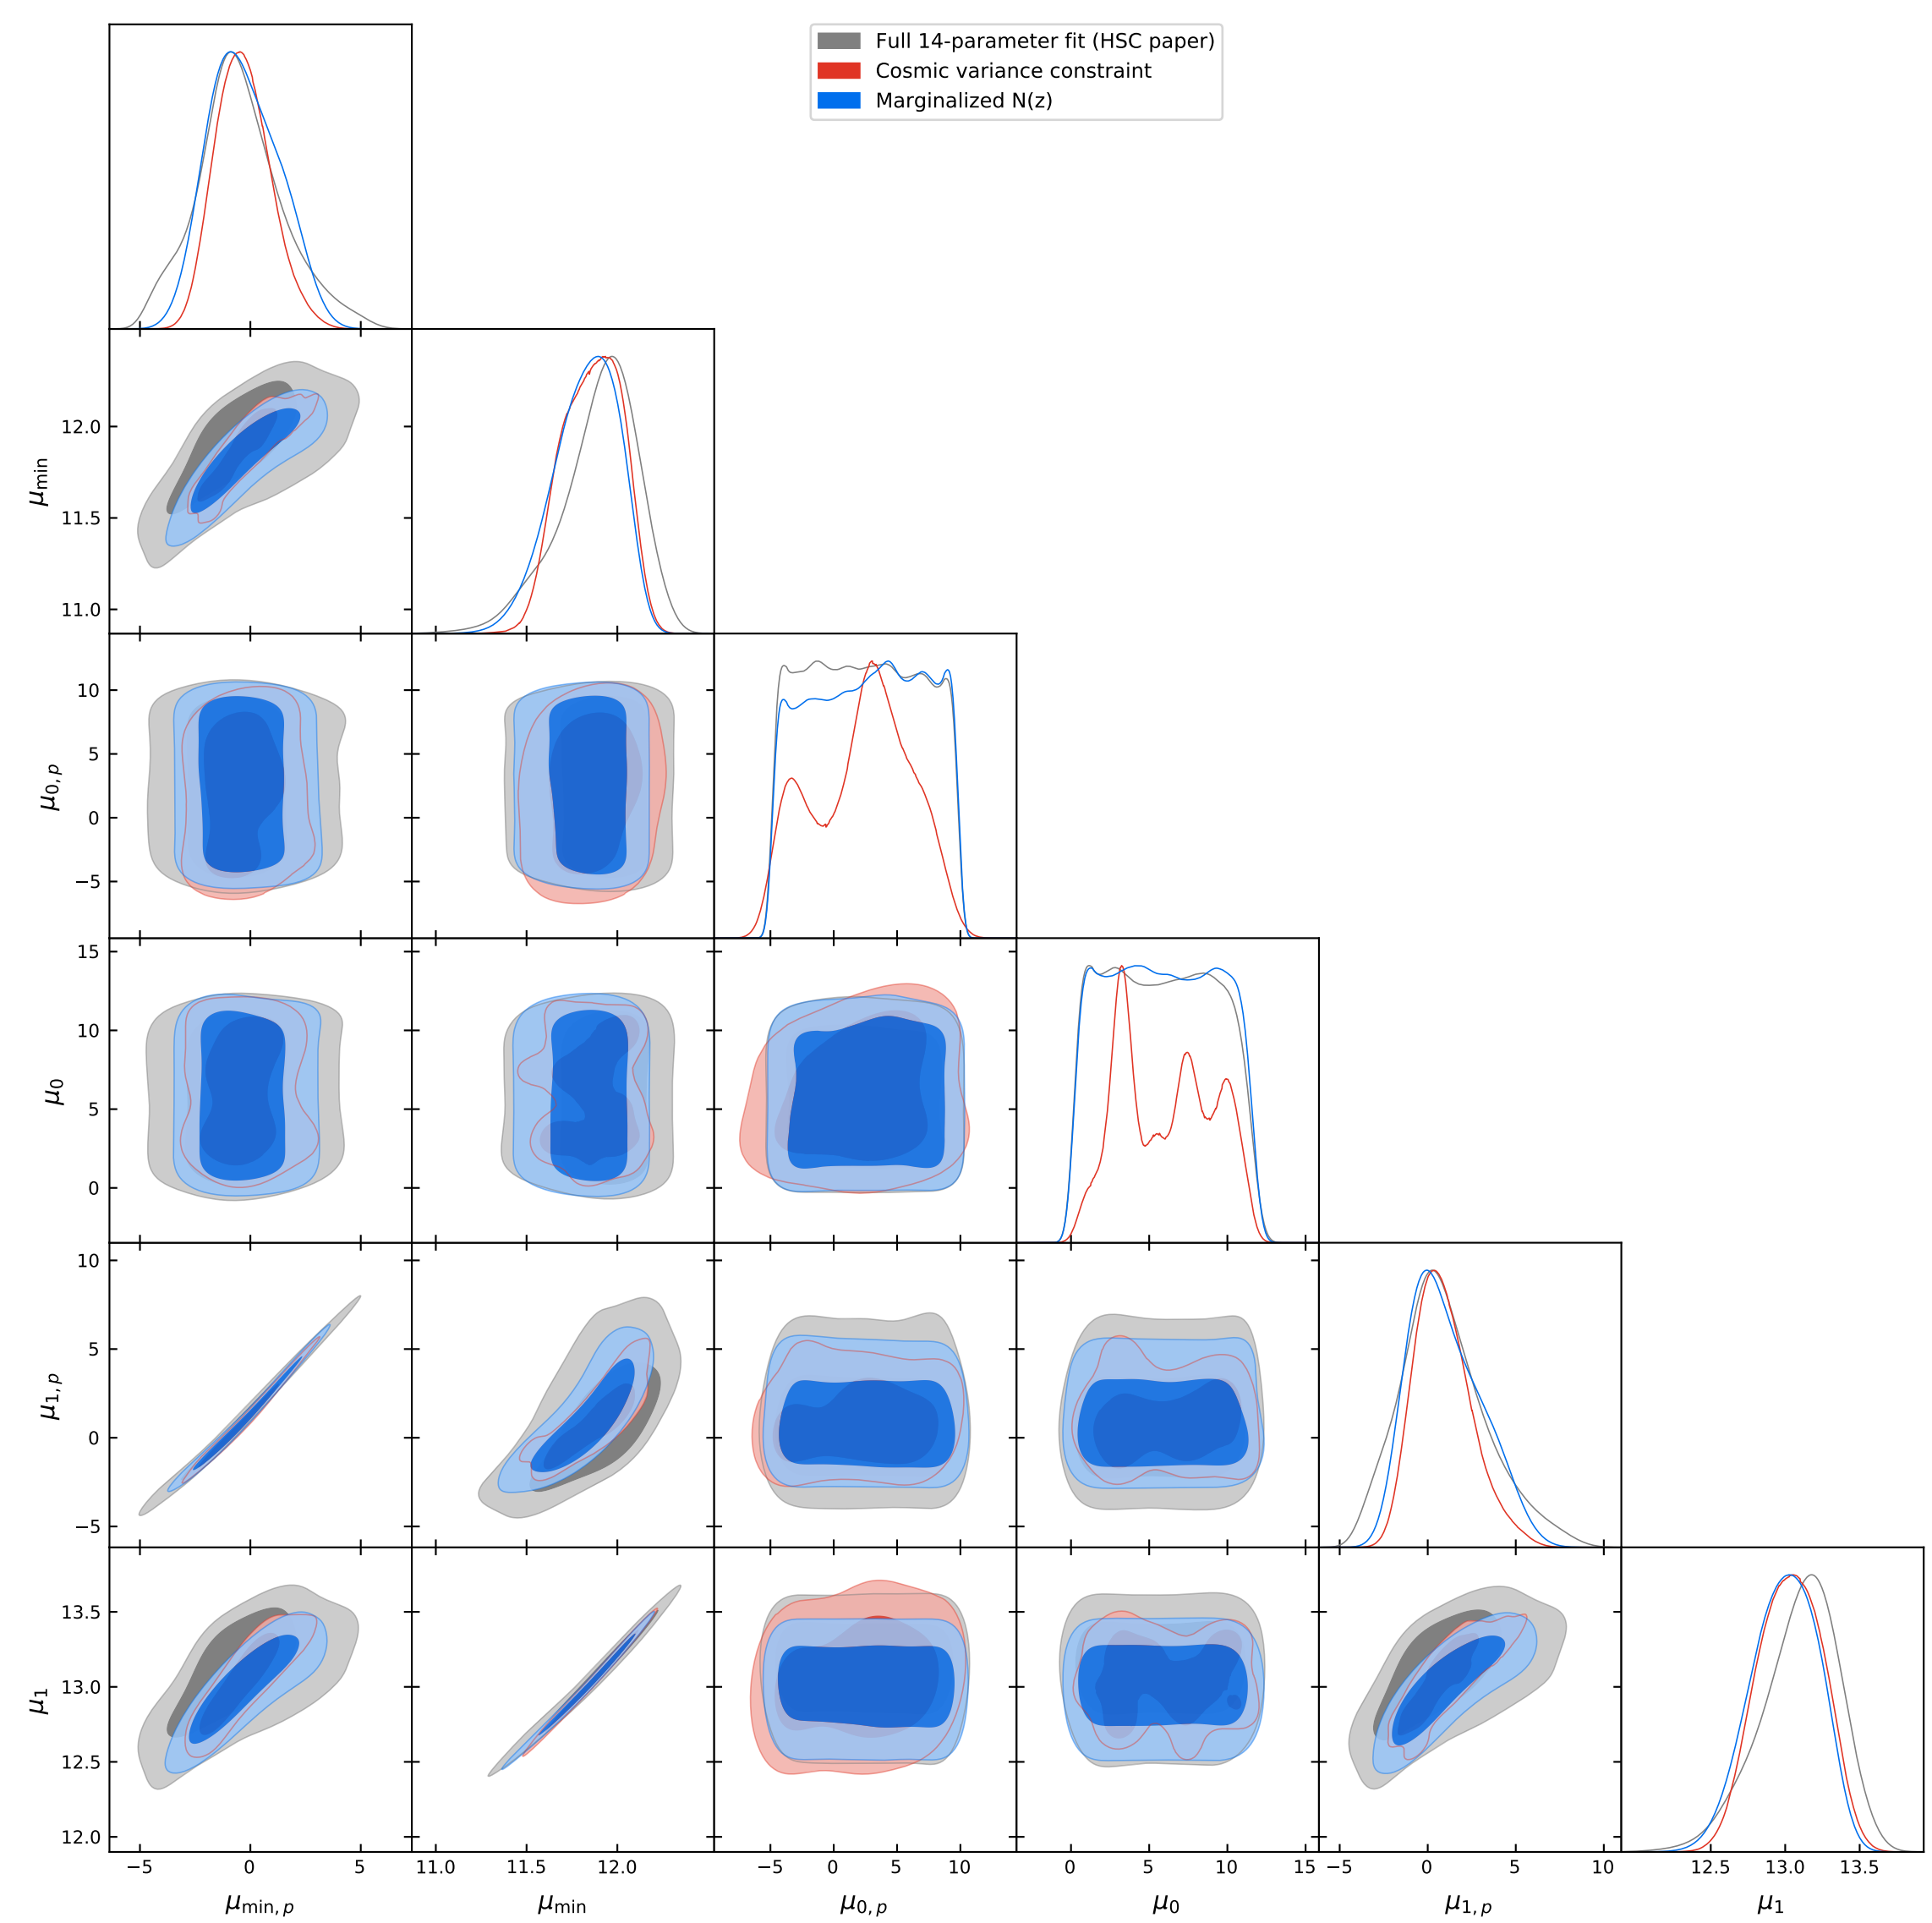 Full 14-parameter fit (HSC paper)
Cosmic variance constraint
Marginalized N(z)
μmin
12.0
11.5
11.0
μ0,p
10
5
0
−5
μ0
15
10
5
0
μ1,p
10
5
0
−5
μ1
13.5
13.0
12.5
12.0
−5 0 5 11.0 11.5 12.0 −5 0 5 10 0 5 10 15 −5 0 5 10 12.5 13.0 13.5
μmin,p μmin μ0,p μ0 μ1,p μ1